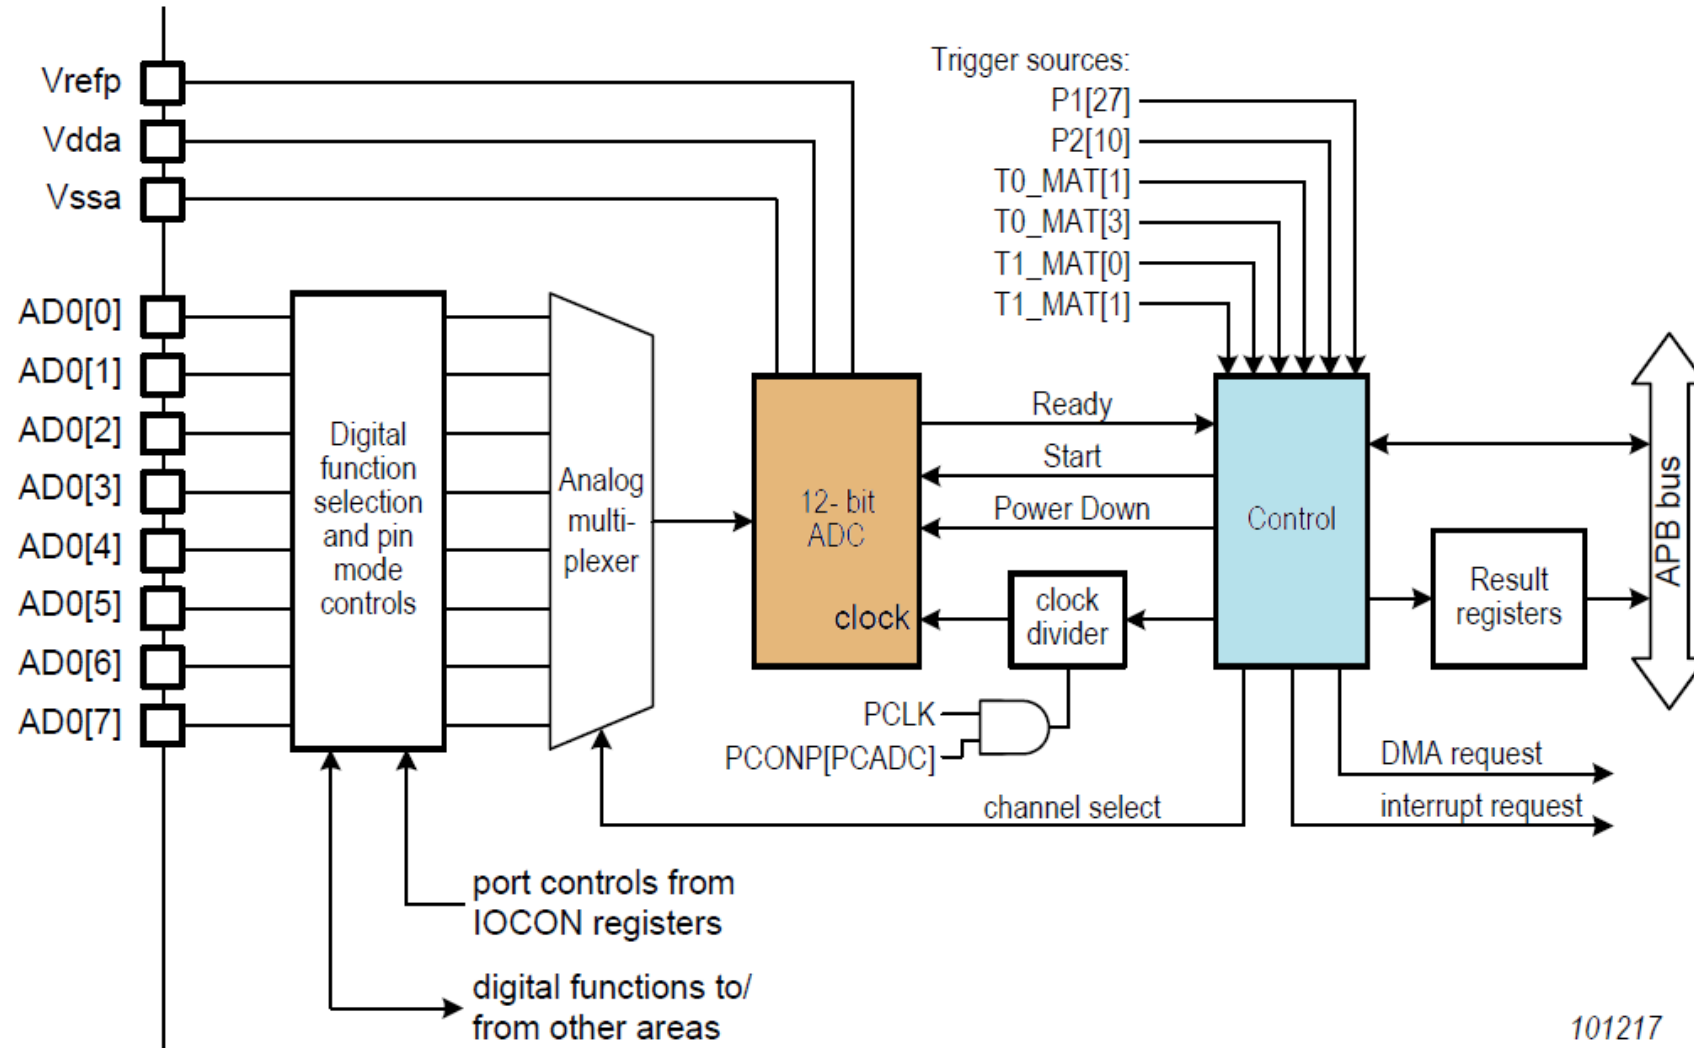 Vrefp
Vdda
Vssa
AD0[0]
AD0[1]
AD0[2]
AD0[3]
AD0[4]
AD0[5]
AD0[6]
AD0[7]
Digital
function
selection
and pin
mode
controls
Analog
multi-
plexer
12- bit
ADC
clock
Trigger sources:
P1[27]
P2[10]
T0_MAT[1]
T0_MAT[3]
T1_MAT[0]
T1_MAT[1]
Ready
Start
Power Down
clock
divider
PCLK
PCONP[PCADC]
channel select
Control
Result
registers
APB bus
DMA request
interrupt request
port controls from
IOCON registers
digital functions to/
from other areas
101217